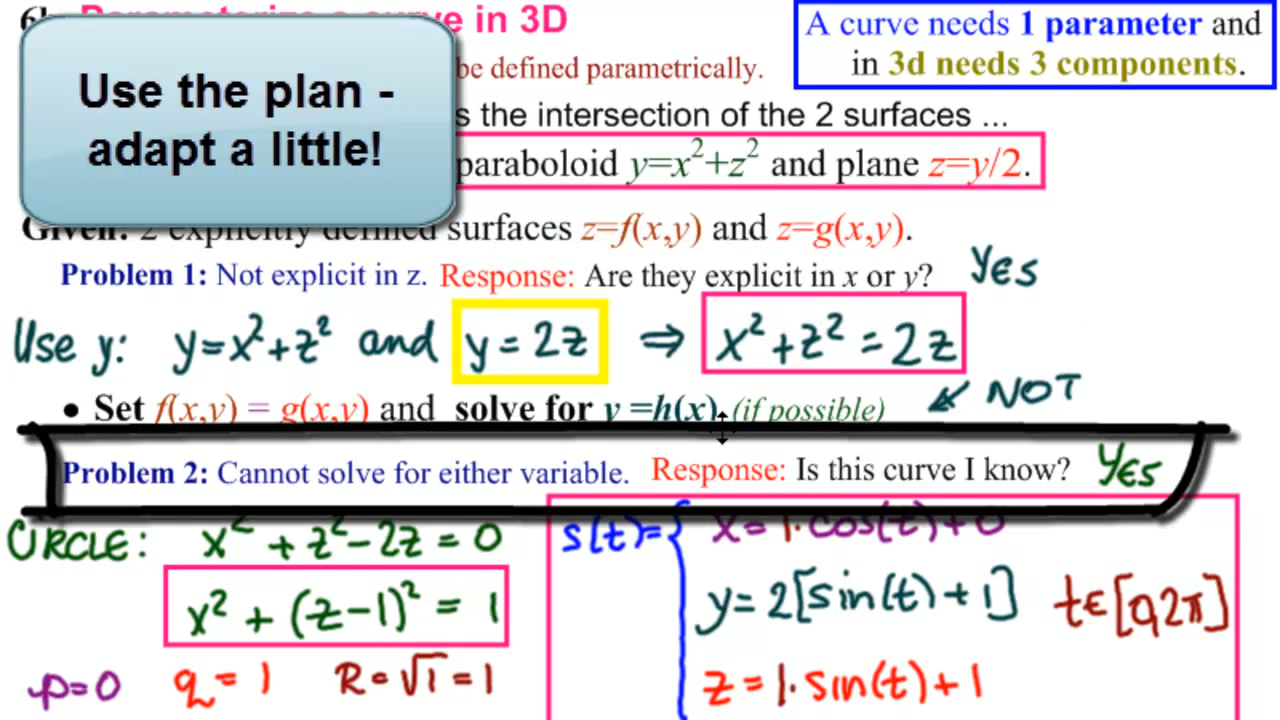 in 3D
A curve needs 1 parameter and
in 3d needs 3 components.
Use the plan -
adapt a little!
be defined parametrically.
s the intersection of the 2 surfaces ...
paraboloid y=x²+z² and plane z=y/2.
Given: 2 explicitly defined surfaces z=f(x,y) and z=g(x,y).
Problem 1: Not explicit in z. Response: Are they explicit in x or y? YES
Use y: y=x²+z² and y=2z ⇒ x²+z²=2z
• Set f(x,y) = g(x,y) and solve for y =h(x) (if possible) ↙ NOT
Problem 2: Cannot solve for either variable. Response: Is this curve I know? YES
CIRCLE: x²+z²-2z=0
x²+(z-1)²=1
p=0 q=1 R=√1=1
s(t)={ x=1·cos(t)+0
y=2[sin(t)+1] t∈[0,2π]
z=1·sin(t)+1